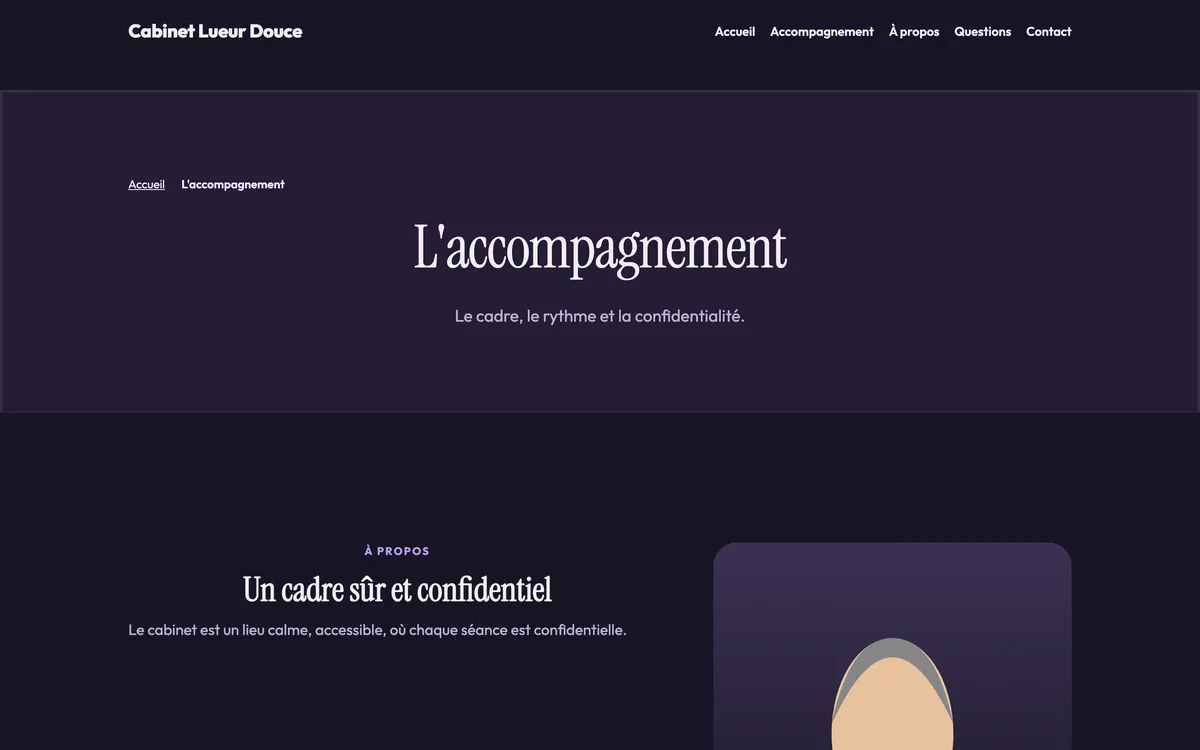 Cabinet Lueur Douce
Accueil Accompagnement À propos Questions Contact
Accueil L'accompagnement
L'accompagnement
Le cadre, le rythme et la confidentialité.
À PROPOS
Un cadre sûr et confidentiel
Le cabinet est un lieu calme, accessible, où chaque séance est confidentielle.